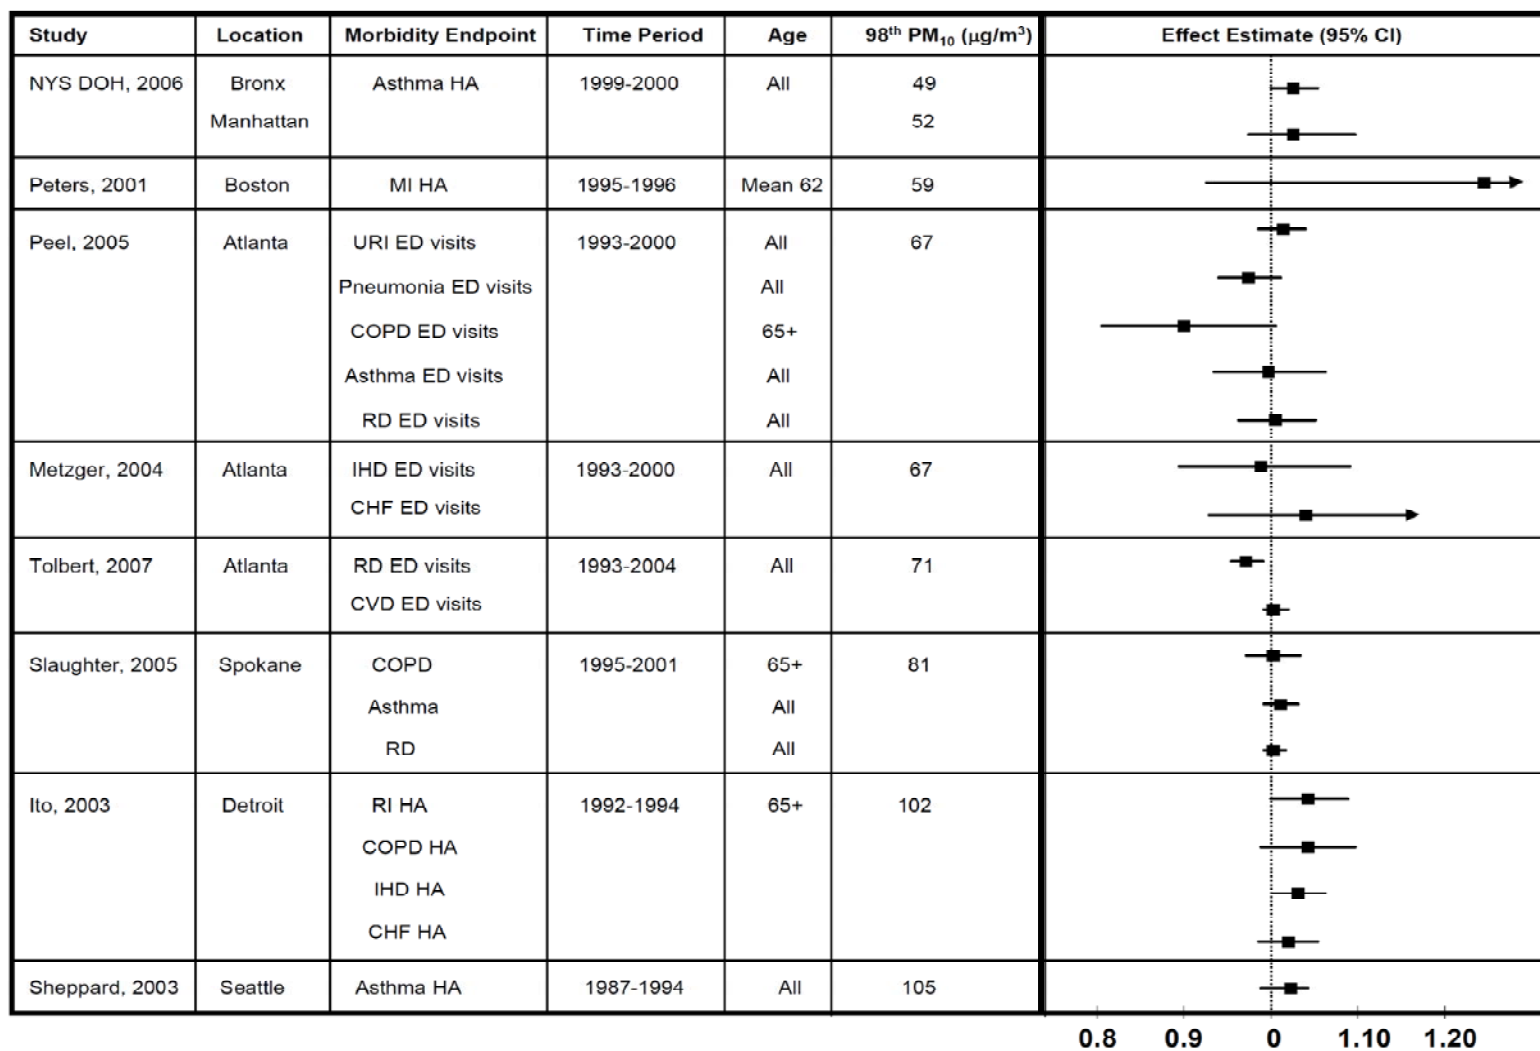 Study Location Morbidity Endpoint Time Period Age 98th PM10 (μg/m3) Effect Estimate (95% CI)
NYS DOH, 2006 Bronx Asthma HA 1999-2000 All 49
Manhattan 52
Peters, 2001 Boston MI HA 1995-1996 Mean 62 59
Peel, 2005 Atlanta URI ED visits 1993-2000 All 67
Pneumonia ED visits All
COPD ED visits 65+
Asthma ED visits All
RD ED visits All
Metzger, 2004 Atlanta IHD ED visits 1993-2000 All 67
CHF ED visits
Tolbert, 2007 Atlanta RD ED visits 1993-2004 All 71
CVD ED visits
Slaughter, 2005 Spokane COPD 1995-2001 65+ 81
Asthma All
RD All
Ito, 2003 Detroit RI HA 1992-1994 65+ 102
COPD HA
IHD HA
CHF HA
Sheppard, 2003 Seattle Asthma HA 1987-1994 All 105
0.8 0.9 0 1.10 1.20